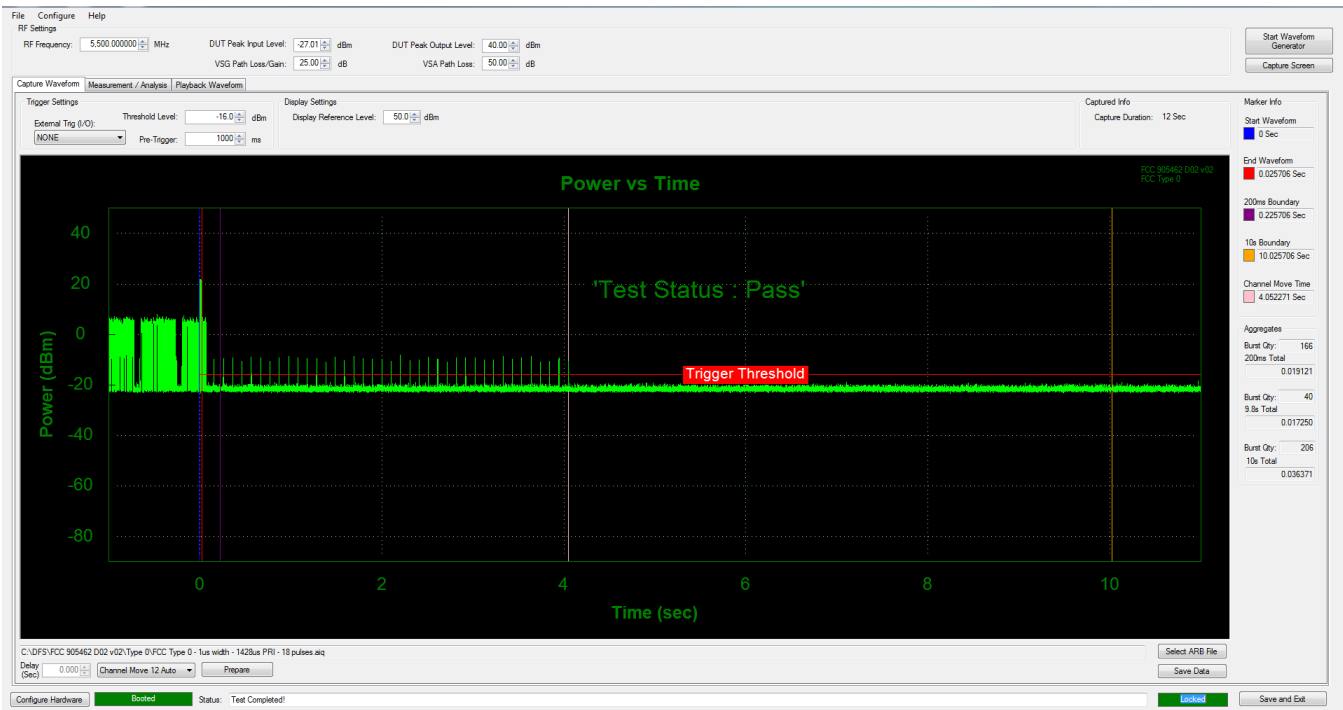 File Configure Help
RF Settings
RF Frequency: 5,500.000000 MHz DUT Peak Input Level: -27.01 dBm DUT Peak Output Level: 40.00 dBm
VSG Path Loss/Gain: 25.00 dB VSA Path Loss: 50.00 dB
Start Waveform
Generator
Capture Screen
Capture Waveform Measurement / Analysis Playback Waveform
Trigger Settings
External Trig (I/O):
NONE
Threshold Level: -16.0 dBm
Pre-Trigger: 1000 ms
Display Settings
Display Reference Level: 50.0 dBm
Captured Info
Capture Duration: 12 Sec
Marker Info
Start Waveform
0 Sec
End Waveform
0.025706 Sec
200ms Boundary
0.225706 Sec
10s Boundary
10.025706 Sec
Channel Move Time
4.052271 Sec
Aggregates
Burst Qty: 166
200ms Total
0.019121
Burst Qty: 40
9.8s Total
0.017250
Burst Qty: 206
10s Total
0.036371
Power vs Time
FCC 905462 D02 v02
FCC Type 0
'Test Status : Pass'
Trigger Threshold
Power (dBm)
40
20
0
-20
-40
-60
-80
0 2 4 6 8 10
Time (sec)
C:\DFS\FCC 905462 D02 v02\Type 0\FCC Type 0 - 1us width - 1428us PRI - 18 pulses.aiq
Select ARB File
Delay
(Sec) 0.000 Channel Move 12 Auto Prepare
Save Data
Configure Hardware Booted Status: Test Completed! Locked Save and Exit